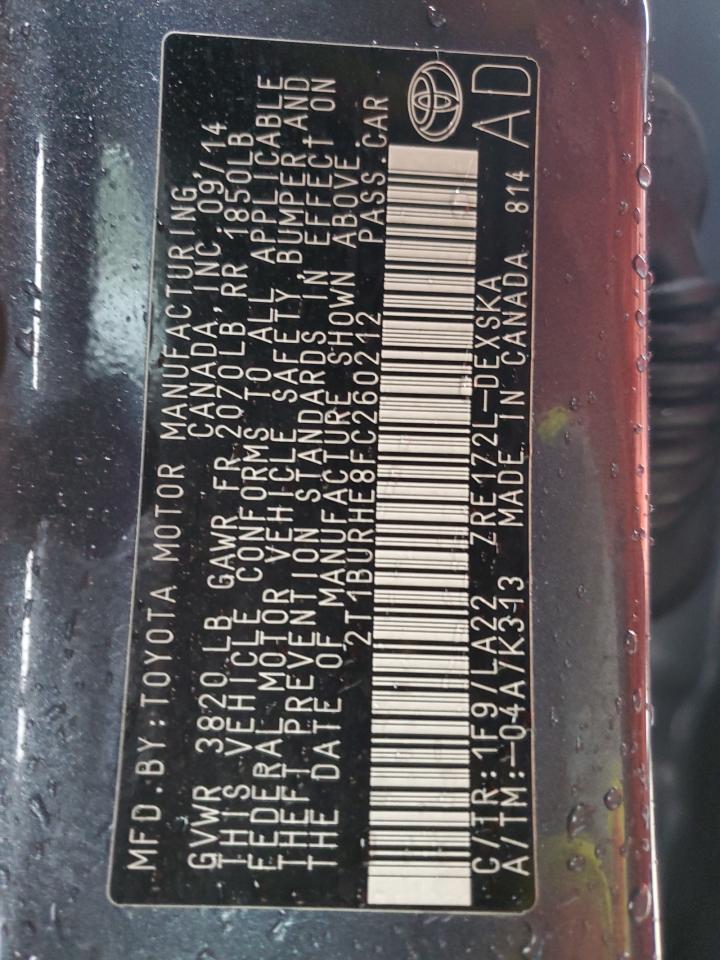 MFD.BY:TOYOTA MOTOR MANUFACTURING
CANADA, INC. 09/14
GVWR 3820LB GAWR FR 2070LB, RR 1850LB
THIS VEHICLE CONFORMS TO ALL APPLICABLE
FEDERAL MOTOR VEHICLE SAFETY, BUMPER AND
THEFT PREVENTION STANDARDS IN EFFECT ON
THE DATE OF MANUFACTURE SHOWN ABOVE.
2T1BURHE8FC260212 PASS.CAR
C/TR:1F9/LA22 ZRE172L-DEXSKA
A/TM:-04A/K313 MADE IN CANADA 814
AD